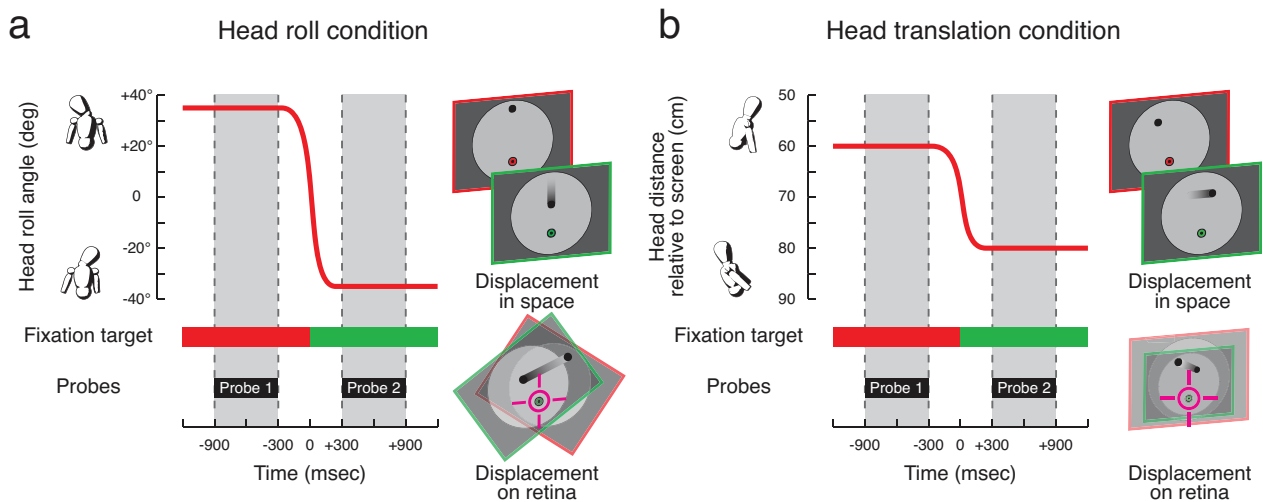 a
Head roll condition
Head roll angle (deg)
+40°
+20°
0
-20°
-40°
Displacement
in space
Fixation target
Probes
Probe 1
Probe 2
-900
-300
0
+300
+900
Time (msec)
Displacement
on retina
b
Head translation condition
Head distance
relative to screen (cm)
50
60
70
80
90
Displacement
in space
Fixation target
Probes
Probe 1
Probe 2
-900
-300
0
+300
+900
Time (msec)
Displacement
on retina